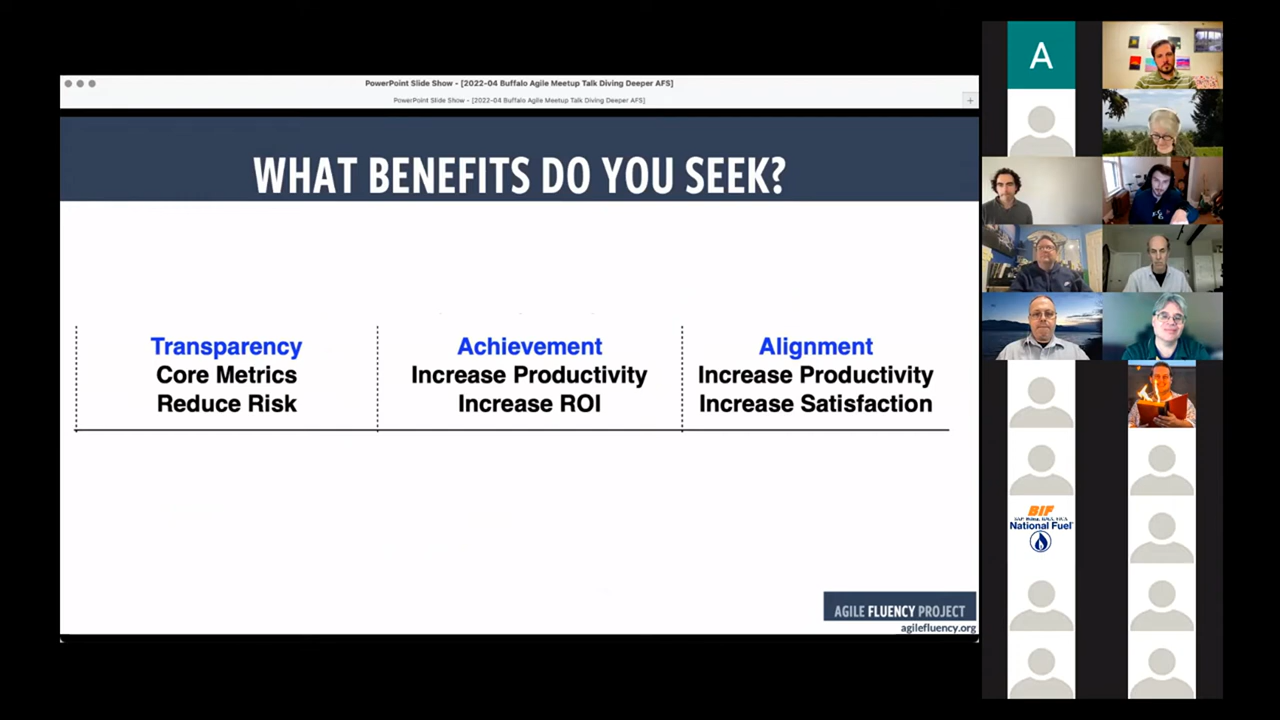 PowerPoint Slide Show - [2022-04 Buffalo Agile Meetup Talk Diving Deeper AFS]
PowerPoint Slide Show - [2022-04 Buffalo Agile Meetup Talk Diving Deeper AFS]
+
WHAT BENEFITS DO YOU SEEK?
Transparency
Core Metrics
Reduce Risk
Achievement
Increase Productivity
Increase ROI
Alignment
Increase Productivity
Increase Satisfaction
AGILE FLUENCY PROJECT
agilefluency.org
A
BIF
National Fuel